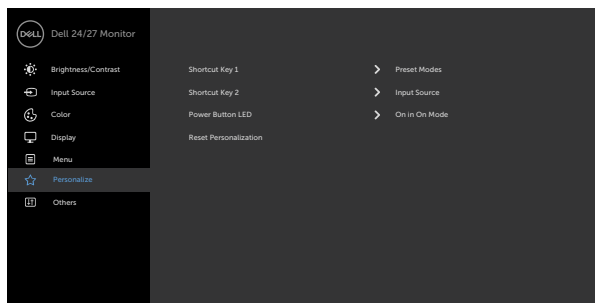 DELL Dell 24/27 Monitor
Brightness/Contrast Shortcut Key 1 Preset Modes
Input Source Shortcut Key 2 Input Source
Color Power Button LED On in On Mode
Display Reset Personalization
Menu
Personalize
Others